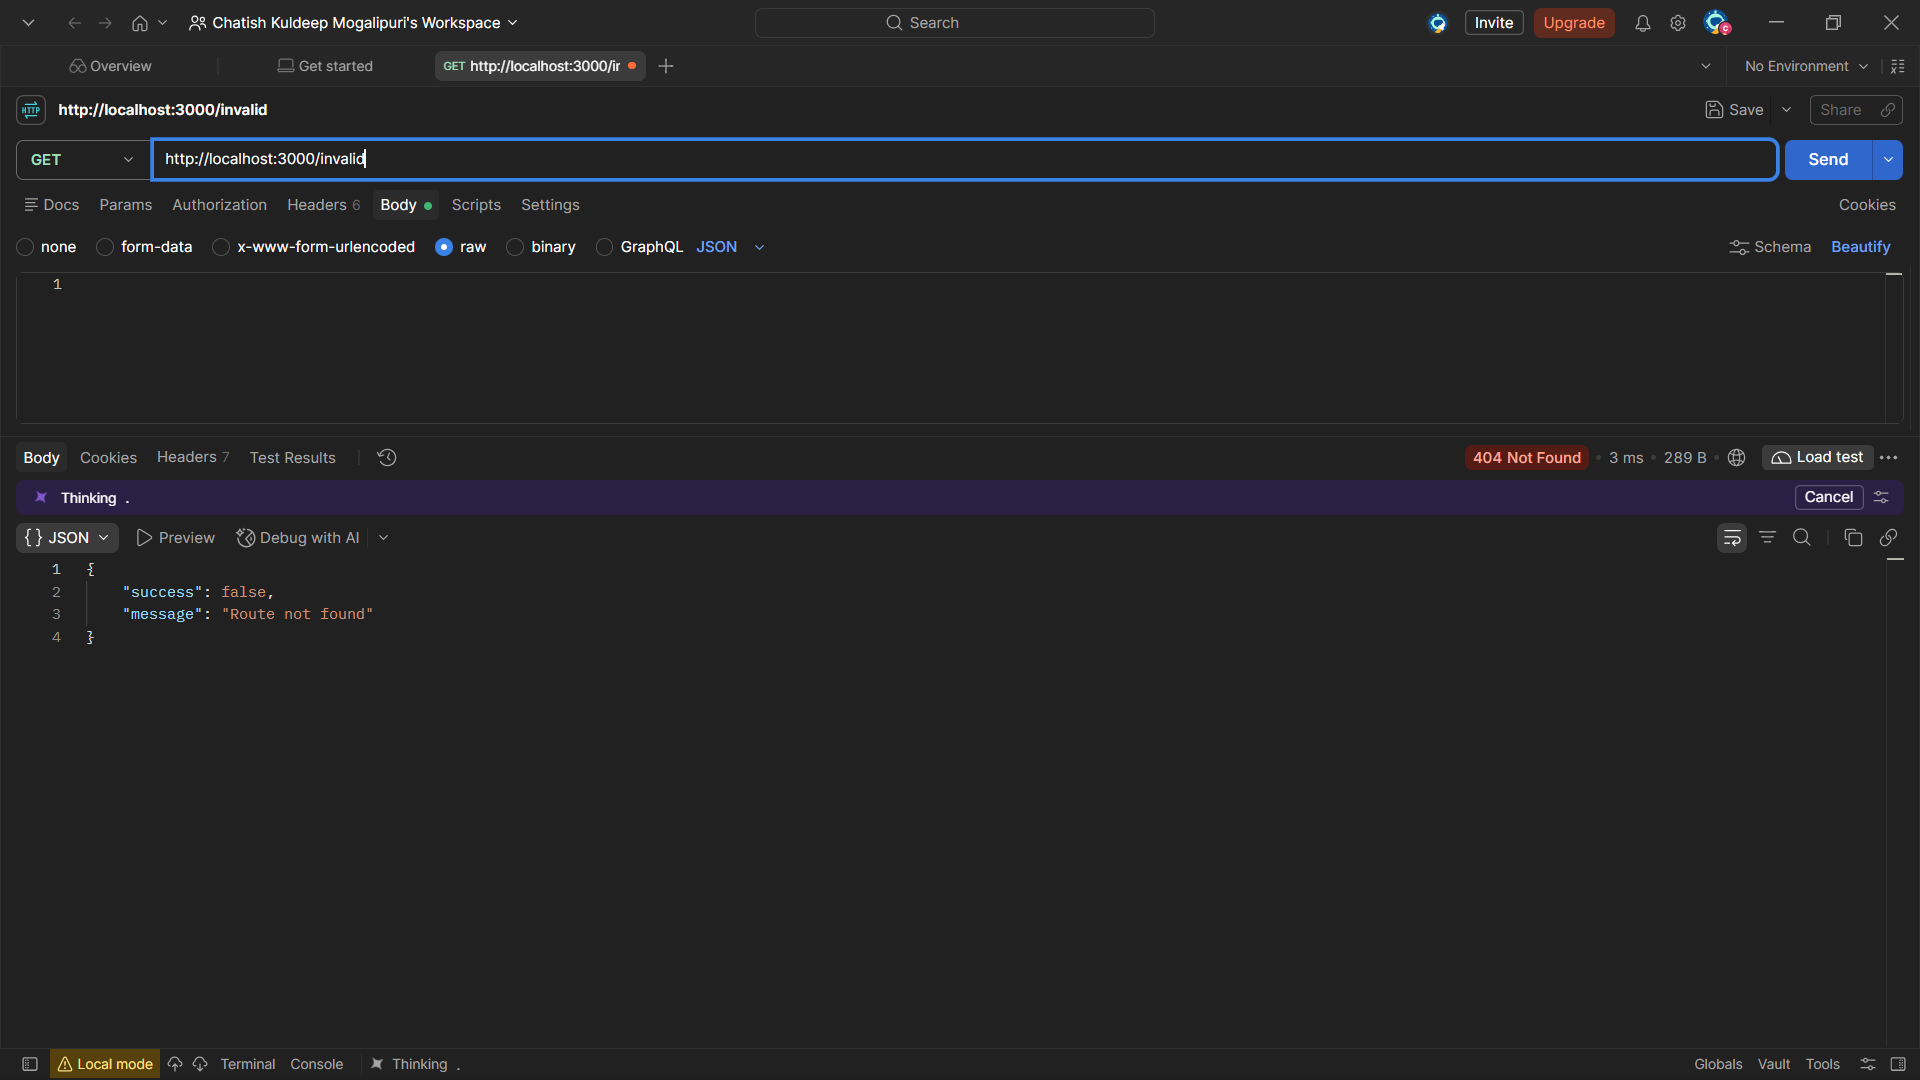 Chatish Kuldeep Mogalipuri's Workspace
Search
Invite
Upgrade
Overview
Get started
GET http://localhost:3000/ir
No Environment
HTTP
http://localhost:3000/invalid
Save
Share
GET
http://localhost:3000/invalid
Send
Docs
Params
Authorization
Headers 6
Body
Scripts
Settings
Cookies
none
form-data
x-www-form-urlencoded
raw
binary
GraphQL
JSON
Schema
Beautify
1
Body
Cookies
Headers 7
Test Results
404 Not Found
3 ms
289 B
Load test
Thinking .
Cancel
{} JSON
Preview
Debug with AI
1 {
2 "success": false,
3 "message": "Route not found"
4 }
Local mode
Terminal
Console
Thinking .
Globals
Vault
Tools